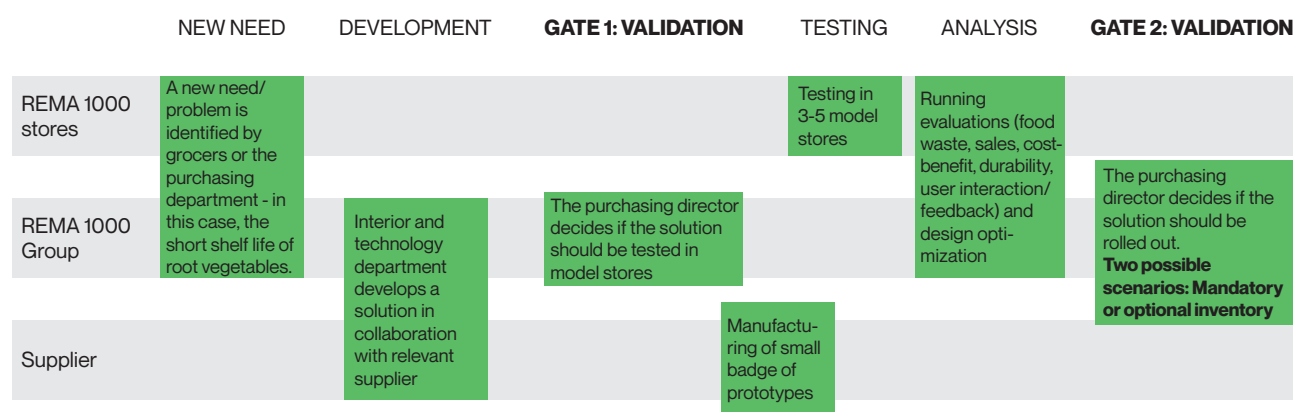 NEW NEED
DEVELOPMENT
GATE 1: VALIDATION
TESTING
ANALYSIS
GATE 2: VALIDATION
REMA 1000
stores
A new need/
problem is
identified by
grocers or the
purchasing
department - in
this case, the
short shelf life of
root vegetables.
Testing in
3-5 model
stores
Running
evaluations (food
waste, sales, cost-
benefit, durability,
user interaction/
feedback) and
design opti-
mization
REMA 1000
Group
Interior and
technology
department
develops a
solution in
collaboration
with relevant
supplier
The purchasing director
decides if the solution
should be tested in
model stores
The purchasing
director decides if the
solution should be
rolled out.
Two possible
scenarios: Mandatory
or optional inventory
Supplier
Manufactu-
ring of small
badge of
prototypes